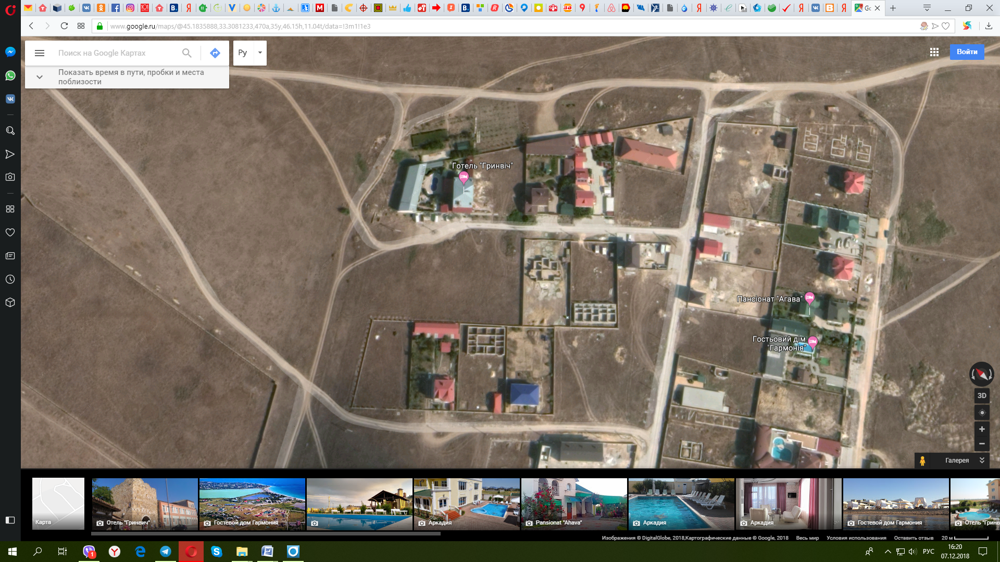 www.google.ru/maps/@45.1835888,33.3081233,470a,35y,46.15h,11.04t/data=!3m1!1e3
Поиск на Google Картах
Ру
Войти
Показать время в пути, пробки и места
поблизости
Готель "Гринвіч"
Пансіонат "Агава"
Гостьовий дім
"Гармонія"
3D
Галерея
Карта
Отель "Гринвич"
Гостевой дом Гармония
Аркадия
Pansionat "Ahava"
Аркадия
Аркадия
Гостевой дом Гармония
Отель "Гринв
Изображения © DigitalGlobe, 2018,Картографические данные © Google, 2018
Весь мир
Условия использования
Оставить отзыв
20 м
1
РУС
16:20
07.12.2018